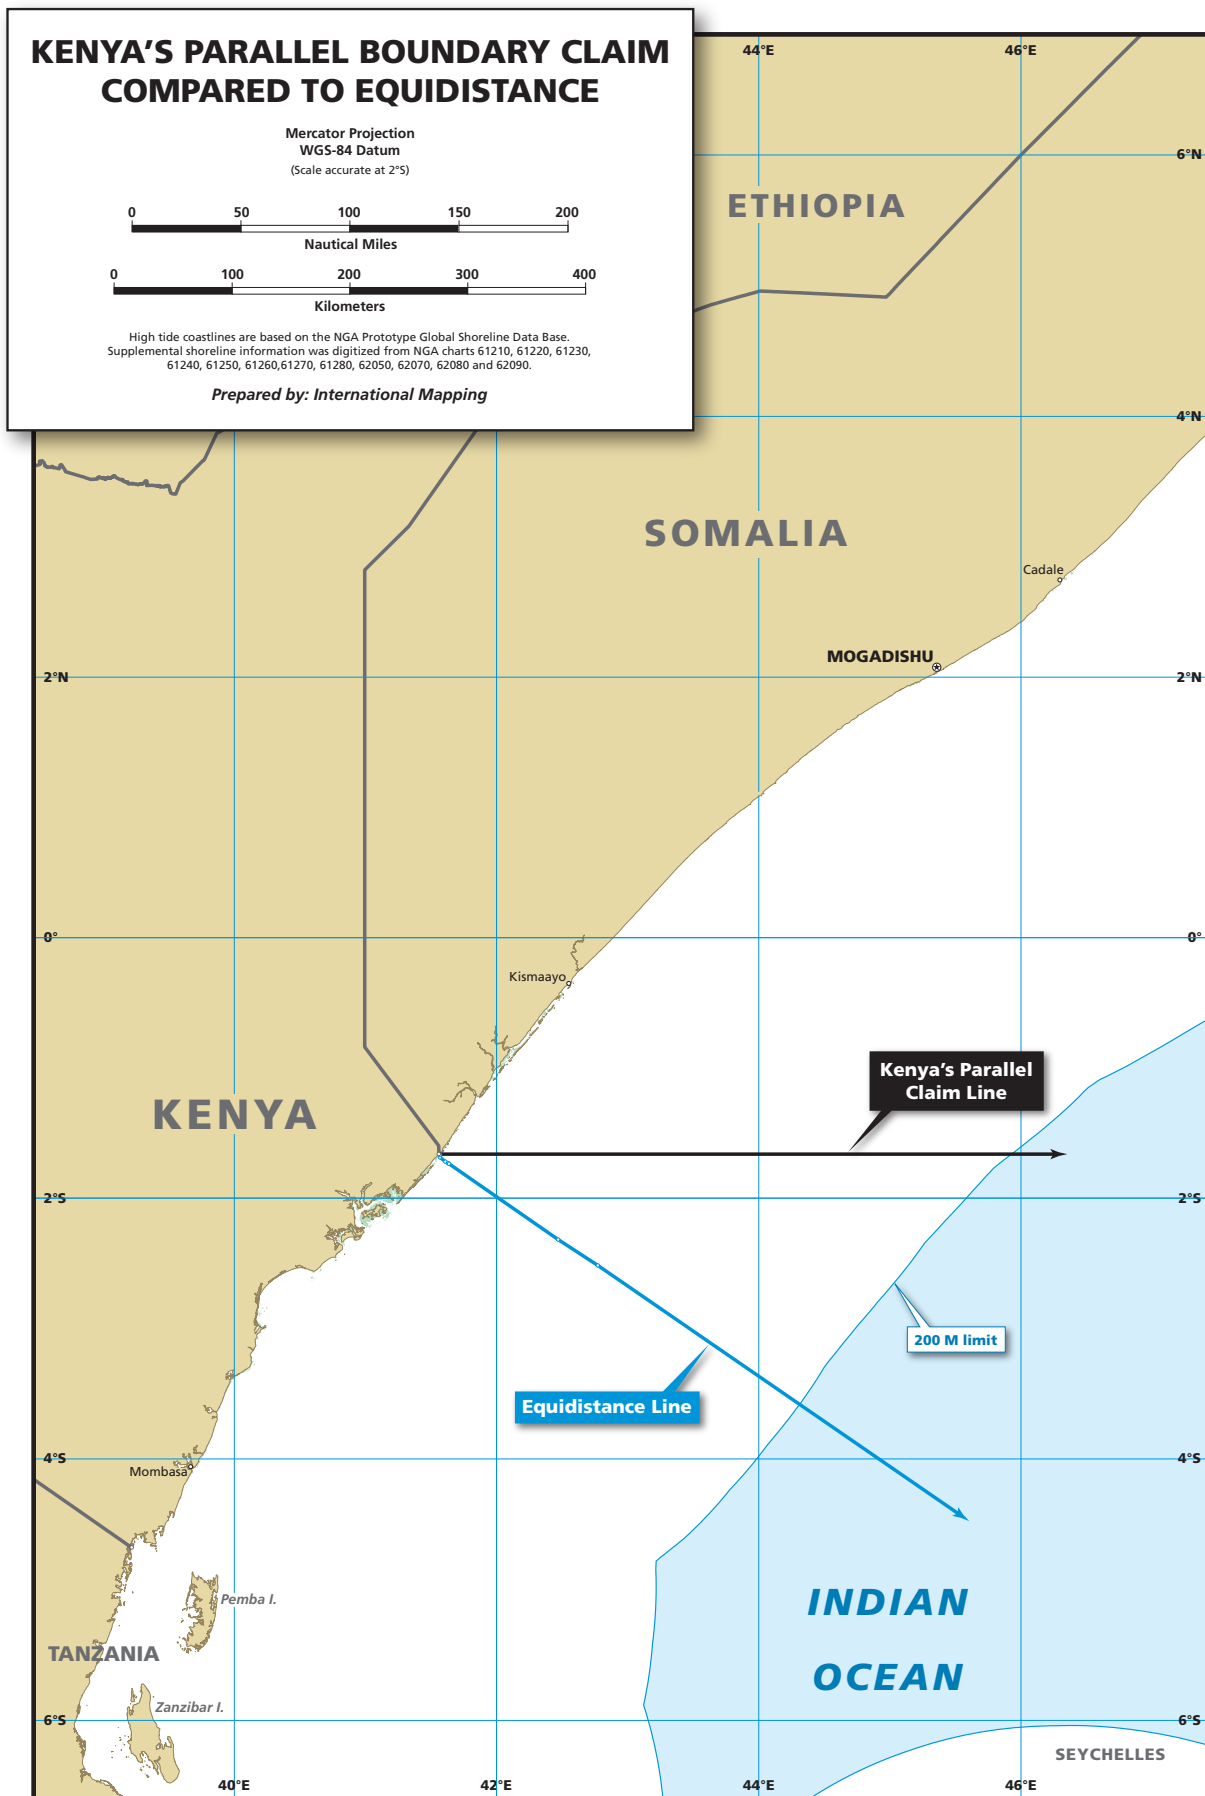 KENYA'S PARALLEL BOUNDARY CLAIM
COMPARED TO EQUIDISTANCE
Mercator Projection
WGS-84 Datum
(Scale accurate at 2°S)
0 50 100 150 200
Nautical Miles
0 100 200 300 400
Kilometers
High tide coastlines are based on the NGA Prototype Global Shoreline Data Base.
Supplemental shoreline information was digitized from NGA charts 61210, 61220, 61230,
61240, 61250, 61260,61270, 61280, 62050, 62070, 62080 and 62090.
Prepared by: International Mapping
44°E 46°E
6°N
ETHIOPIA
4°N
SOMALIA
Cadale
MOGADISHU
2°N 2°N
0° 0°
Kismaayo
Kenya's Parallel
Claim Line
KENYA
2°S 2°S
200 M limit
Equidistance Line
4°S 4°S
Mombasa
Pemba I.
INDIAN
TANZANIA
OCEAN
Zanzibar I.
6°S 6°S
SEYCHELLES
40°E 42°E 44°E 46°E